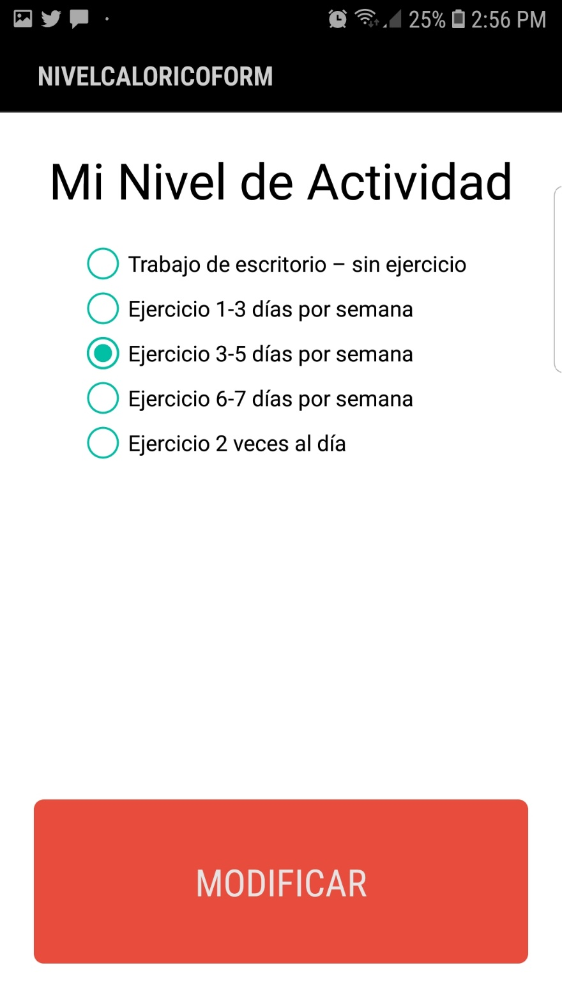 25% 2:56 PM
NIVELCALORICOFORM
Mi Nivel de Actividad
Trabajo de escritorio – sin ejercicio
Ejercicio 1-3 días por semana
Ejercicio 3-5 días por semana
Ejercicio 6-7 días por semana
Ejercicio 2 veces al día
MODIFICAR